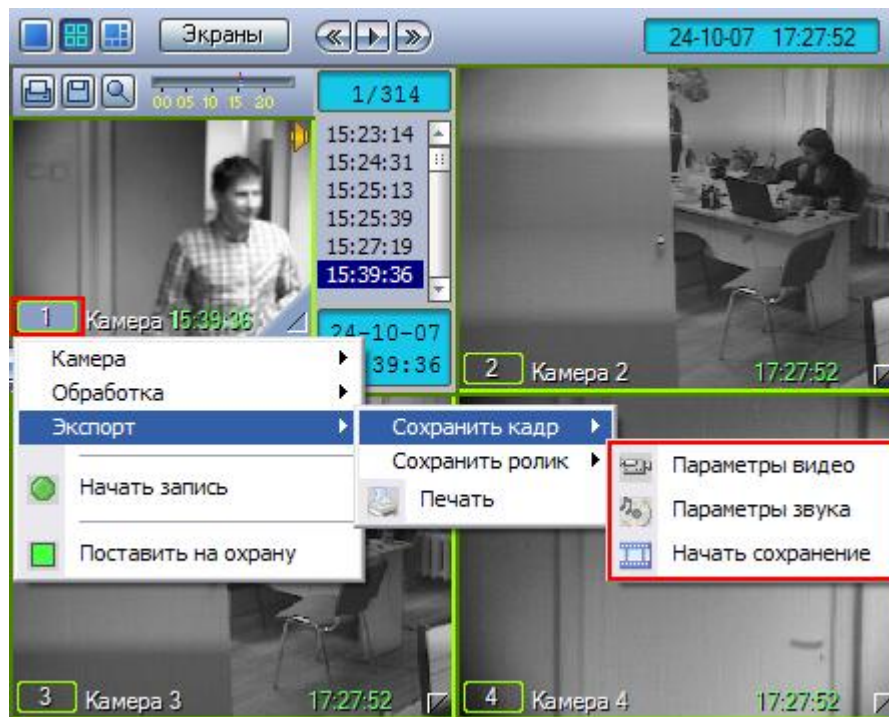 Экраны
24-10-07 17:27:52
00 05 10 15 20
1/314
15:23:14
15:24:31
15:25:13
15:25:39
15:27:19
15:39:36
1 Камера 15:39:36
24-10-07
39:36
2 Камера 2 17:27:52
Камера
Обработка
Экспорт
Начать запись
Поставить на охрану
Сохранить кадр
Сохранить ролик
Печать
Параметры видео
Параметры звука
Начать сохранение
3 Камера 3 17:27:52
4 Камера 4 17:27:52